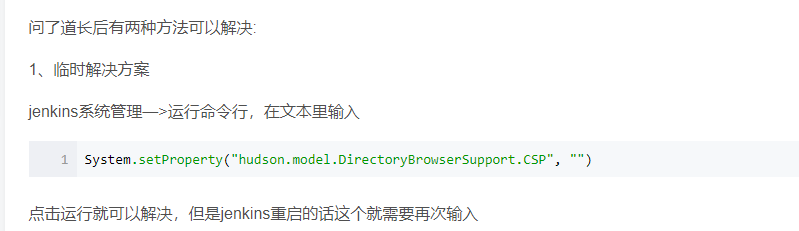 问了道长后有两种方法可以解决:
1、临时解决方案
jenkins系统管理—>运行命令行，在文本里输入
1 System.setProperty("hudson.model.DirectoryBrowserSupport.CSP", "")
点击运行就可以解决，但是jenkins重启的话这个就需要再次输入